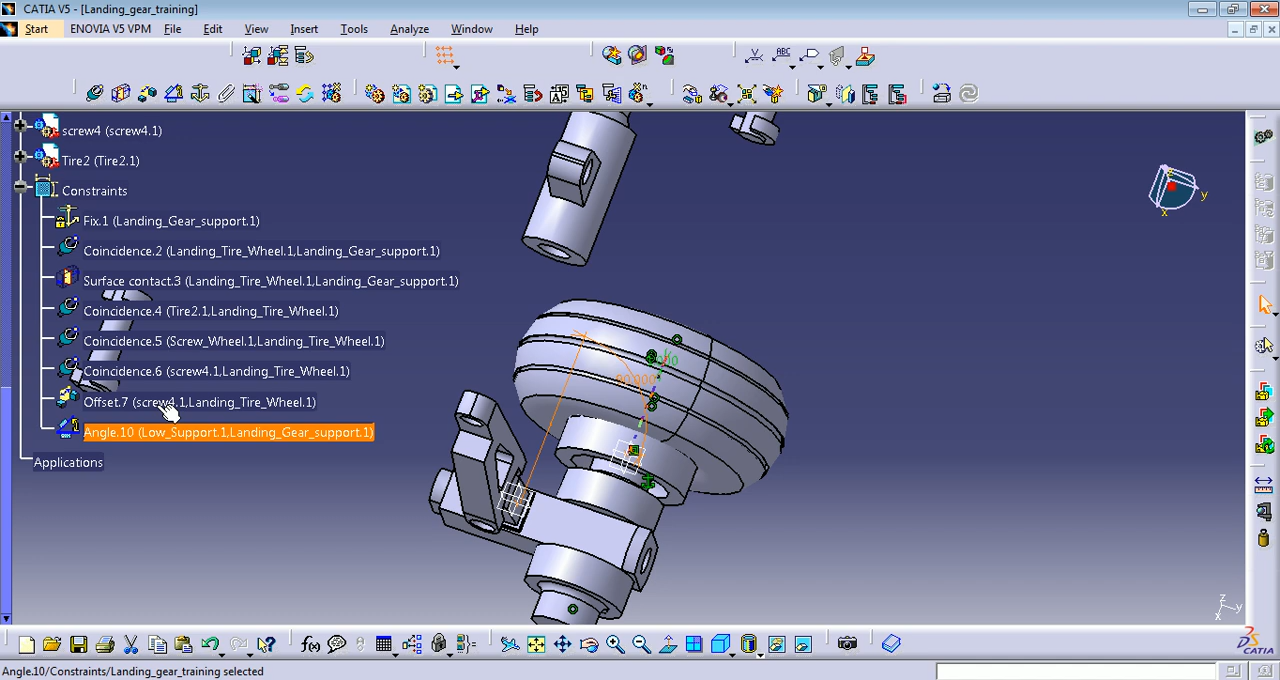 CATIA V5 - [Landing_gear_training]
Start ENOVIA V5 VPM File Edit View Insert Tools Analyze Window Help
ABC
screw4 (screw4.1)
Tire2 (Tire2.1)
Constraints
Fix.1 (Landing_Gear_support.1)
Coincidence.2 (Landing_Tire_Wheel.1,Landing_Gear_support.1)
Surface contact.3 (Landing_Tire_Wheel.1,Landing_Gear_support.1)
Coincidence.4 (Tire2.1,Landing_Tire_Wheel.1)
Coincidence.5 (Screw_Wheel.1,Landing_Tire_Wheel.1)
Coincidence.6 (screw4.1,Landing_Tire_Wheel.1)
Offset.7 (screw4.1,Landing_Tire_Wheel.1)
Angle.10 (Low_Support.1,Landing_Gear_support.1)
Applications
z
y
x
z
y
x
f(x)
CATIA
Angle.10/Constraints/Landing_gear_training selected